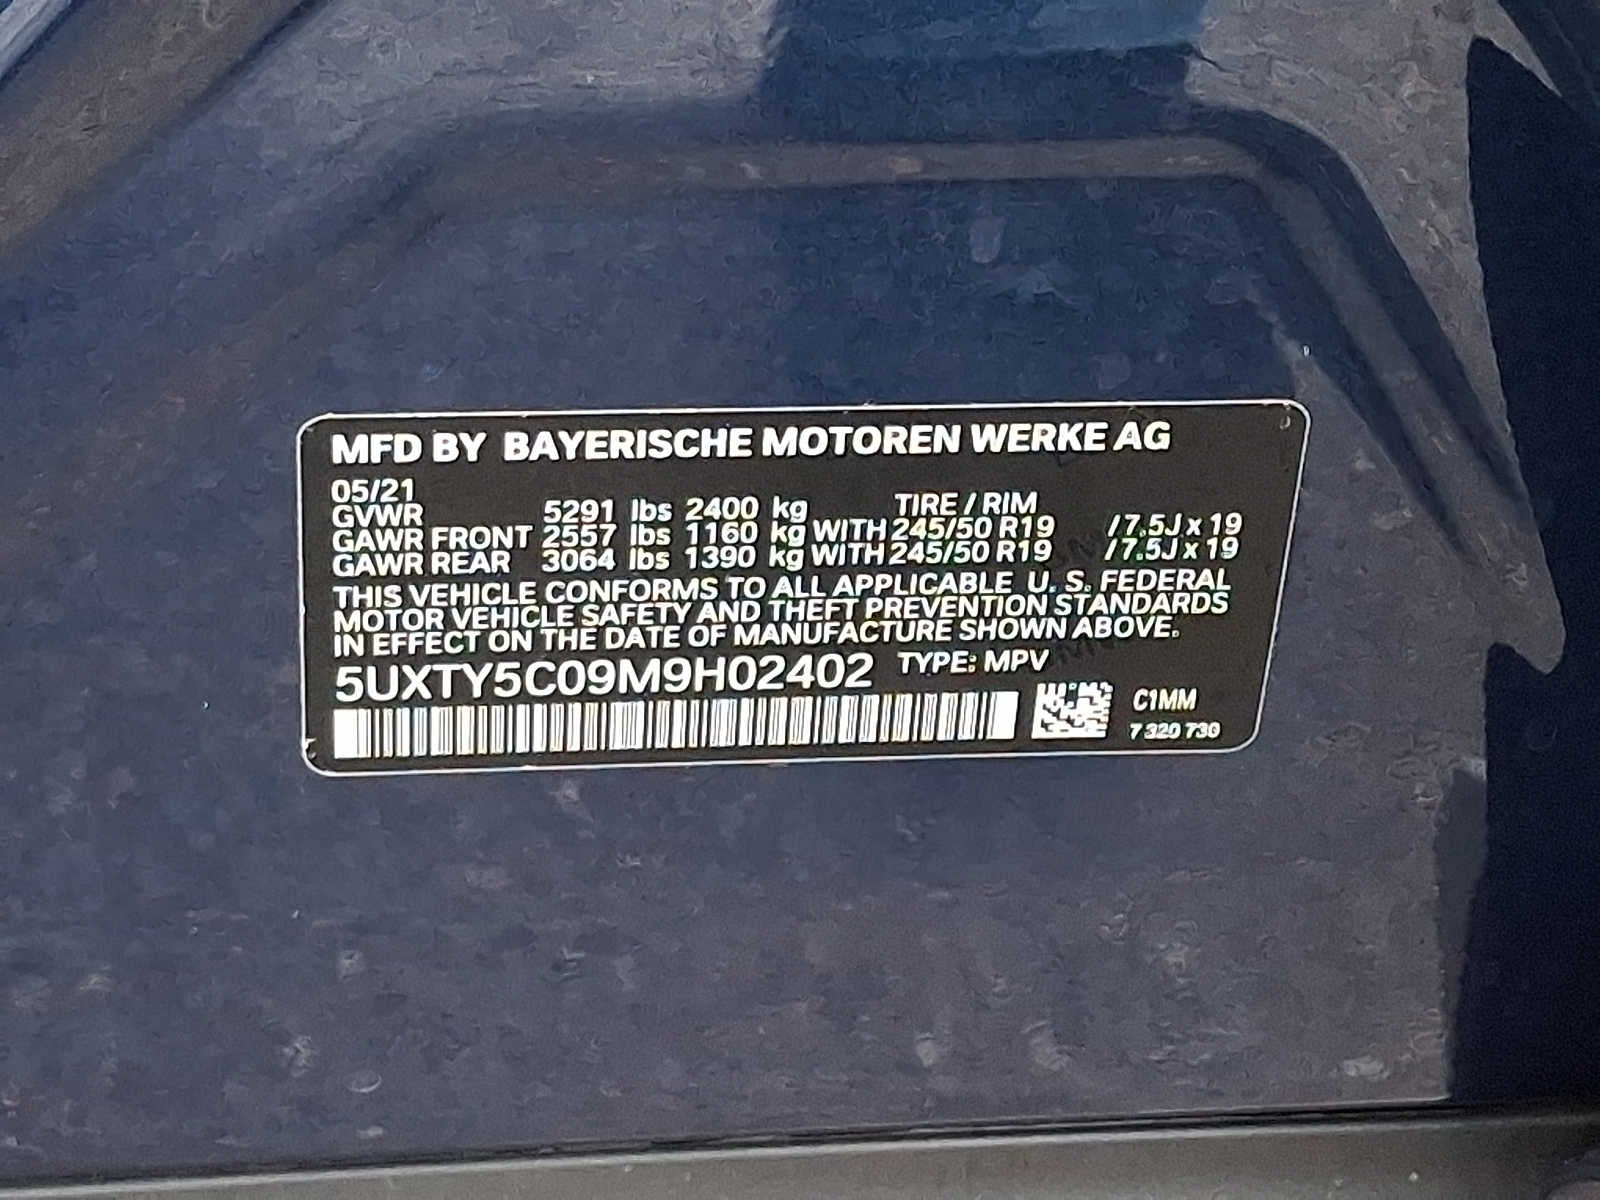 MFD BY BAYERISCHE MOTOREN WERKE AG
05/21
GVWR 5291 lbs 2400 kg TIRE / RIM
GAWR FRONT 2557 lbs 1160 kg WITH 245/50 R19 / 7.5J x 19
GAWR REAR 3064 lbs 1390 kg WITH 245/50 R19 / 7.5J x 19
THIS VEHICLE CONFORMS TO ALL APPLICABLE U. S. FEDERAL
MOTOR VEHICLE SAFETY AND THEFT PREVENTION STANDARDS
IN EFFECT ON THE DATE OF MANUFACTURE SHOWN ABOVE.
5UXTY5C09M9H02402 TYPE: MPV
C1MM
7 320 730